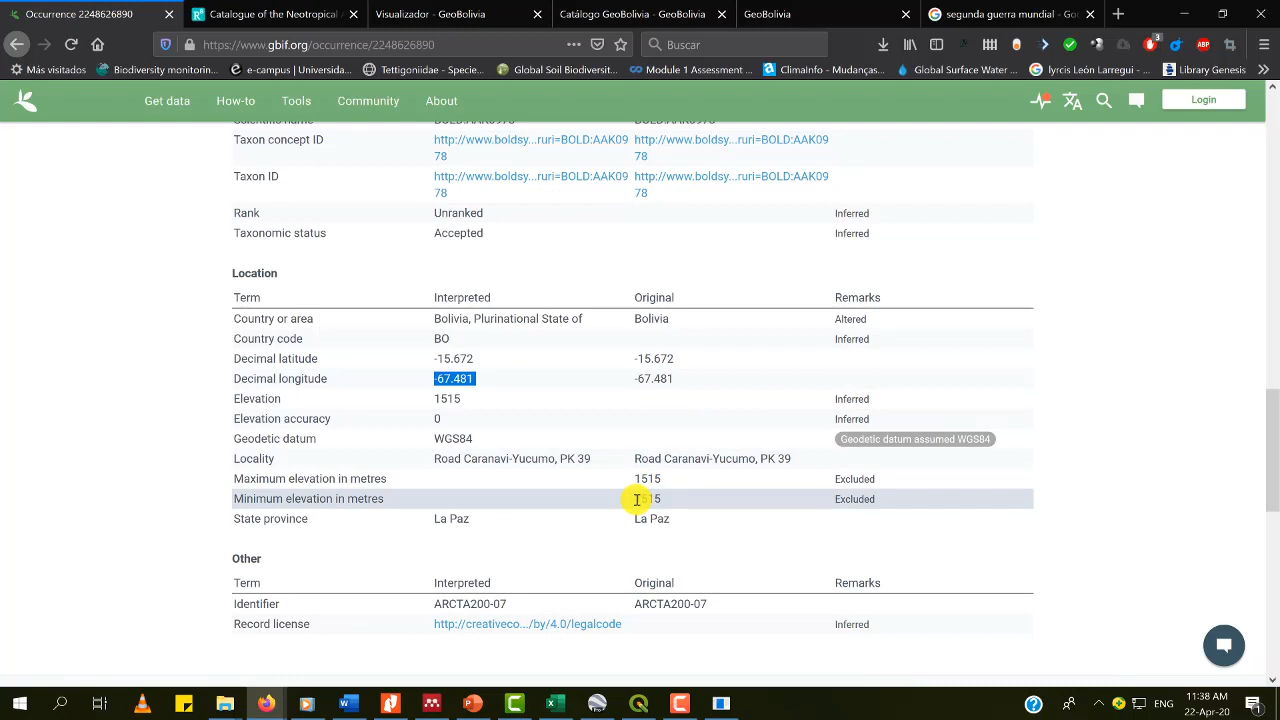 Occurrence 2248626890
Catalogue of the Neotropical A
Visualizador - GeoBolivia
Catálogo GeoBolivia - GeoBolivia
GeoBolivia
segunda guerra mundial - Goo
https://www.gbif.org/occurrence/2248626890
Buscar
3
ABP
Más visitados
Biodiversity monitori...
e-campus | Universid...
Tettigoniidae - Specie...
Global Soil Biodiversit...
Module 1 Assessment ...
ClimaInfo - Mudanças...
Global Surface Water ...
lyrcis León Larregui - ...
Library Genesis
Get data
How-to
Tools
Community
About
Login
Taxon concept ID http://www.boldsy...ruri=BOLD:AAK09 http://www.boldsy...ruri=BOLD:AAK09
78 78
Taxon ID http://www.boldsy...ruri=BOLD:AAK09 http://www.boldsy...ruri=BOLD:AAK09
78 78
Rank Unranked Inferred
Taxonomic status Accepted Inferred
Location
Term Interpreted Original Remarks
Country or area Bolivia, Plurinational State of Bolivia Altered
Country code BO Inferred
Decimal latitude -15.672 -15.672
Decimal longitude -67.481 -67.481
Elevation 1515 Inferred
Elevation accuracy 0 Inferred
Geodetic datum WGS84 Geodetic datum assumed WGS84
Locality Road Caranavi-Yucumo, PK 39 Road Caranavi-Yucumo, PK 39
Maximum elevation in metres 1515 Excluded
Minimum elevation in metres 1515 Excluded
State province La Paz La Paz
Other
Term Interpreted Original Remarks
Identifier ARCTA200-07 ARCTA200-07
Record license http://creativeco.../by/4.0/legalcode Inferred
ENG
11:38 AM
22-Apr-20